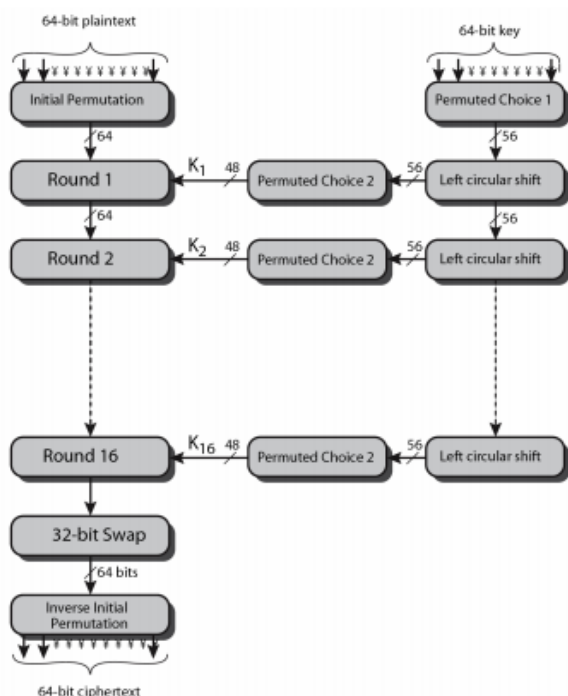 64-bit plaintext
64-bit key
¥ ¥ ¥ ¥ ¥ ¥ ¥ ¥ ¥
¥ ¥ ¥ ¥ ¥ ¥ ¥ ¥ ¥
Initial Permutation
Permuted Choice 1
64
56
Round 1
K1
48
Permuted Choice 2
56
Left circular shift
64
56
Round 2
K2
48
Permuted Choice 2
56
Left circular shift
Round 16
K16
48
Permuted Choice 2
56
Left circular shift
32-bit Swap
64 bits
Inverse Initial
Permutation
¥ ¥ ¥ ¥ ¥ ¥ ¥ ¥ ¥
64-bit ciphertext